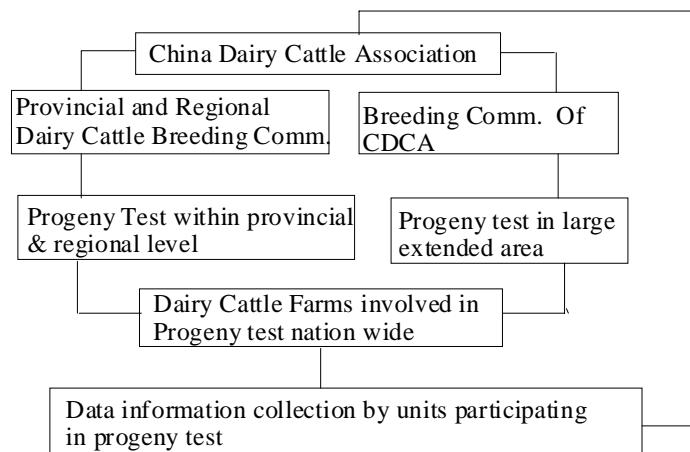 China Dairy Cattle Association
Provincial and Regional
Dairy Cattle Breeding Comm.
Breeding Comm. Of
CDCA
Progeny Test within provincial
& regional level
Progeny test in large
extended area
Dairy Cattle Farms involved in
Progeny test nation wide
Data information collection by units participating
in progeny test